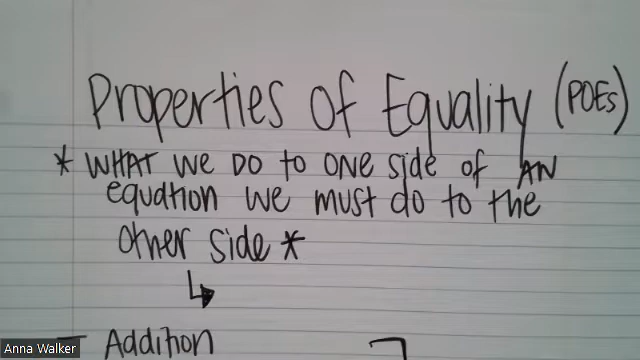 Properties of Equality (POEs)
* WHAT WE DO TO ONE side of AN
equation we must do to the
other side *
Addition
Anna Walker